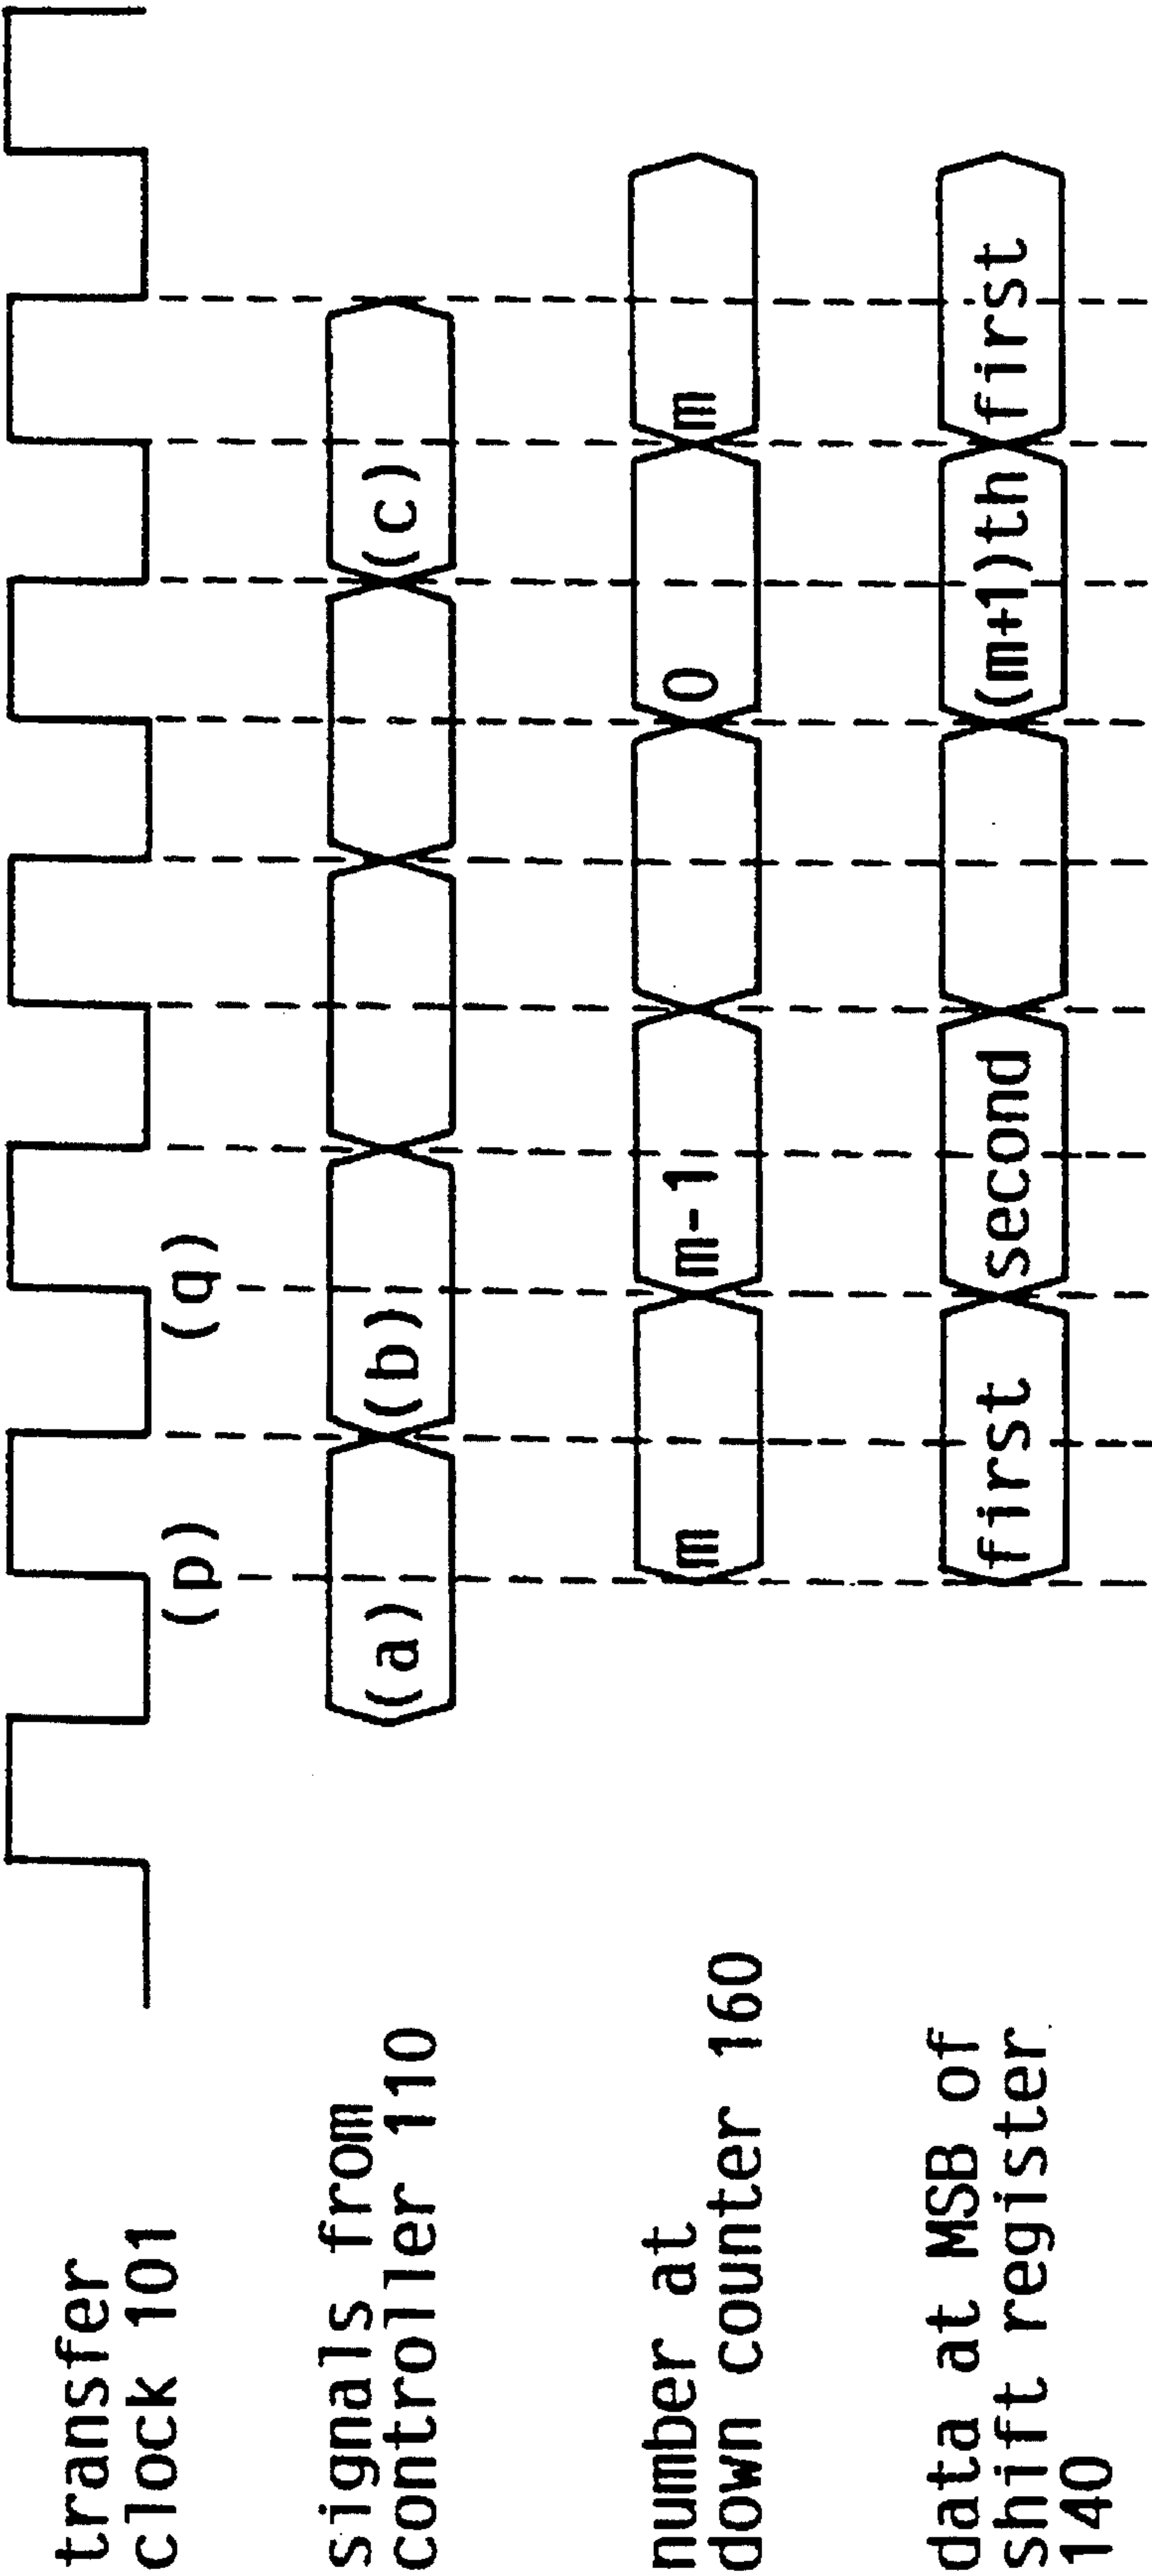 transfer
clock 101
(p)
(q)
signals from
controller 110
(a)
(b)
(c)
number at
down counter 160
m
m-1
0
m
data at MSB of
shift register
140
first
second
(m+1)th
first